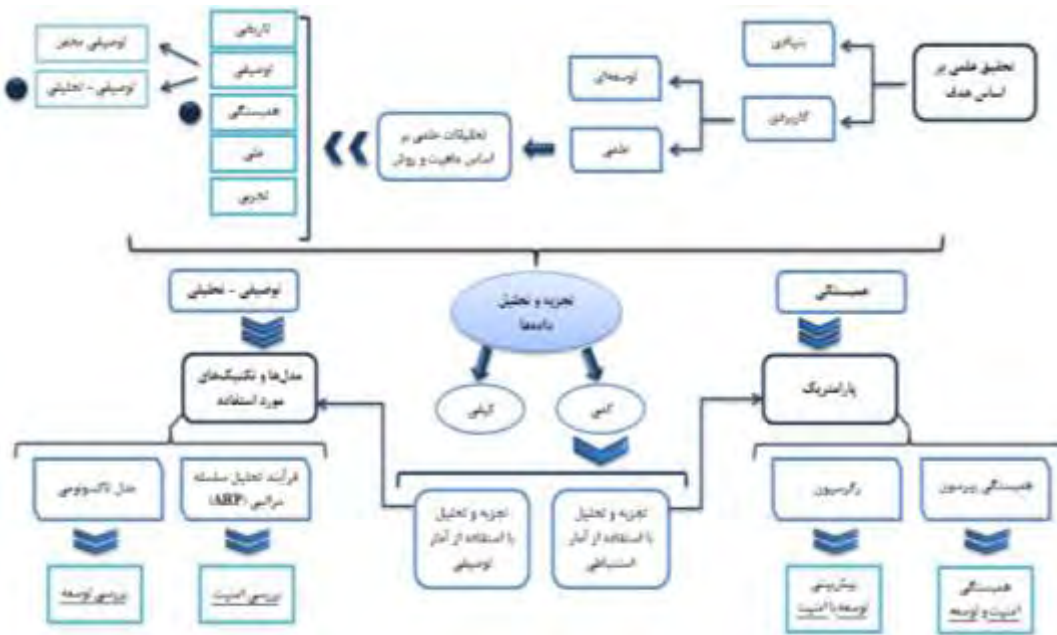 تحقیق علمی بر
اساس هدف
بنیادی
کاربردی
توسعه‌ای
علمی
تحقیقات علمی بر
اساس ماهیت و روش
تاریخی
توصیفی
همبستگی
علی
تجربی
توصیفی محض
توصیفی - تحلیلی
همبستگی
تجزیه و تحلیل
داده‌ها
توصیفی - تحلیلی
پارامتریک
کمی
کیفی
مدل‌ها و تکنیک‌های
مورد استفاده
همبستگی پیرسون
رگرسیون
تجزیه و تحلیل
با استفاده از آمار
استنباطی
تجزیه و تحلیل
با استفاده از آمار
توصیفی
فرآیند تحلیل سلسله
مراتبی (AHP)
مدل تاکسونومی
همبستگی
امنیت و توسعه
پیش‌بینی
توسعه با امنیت
بررسی امنیت
بررسی توسعه